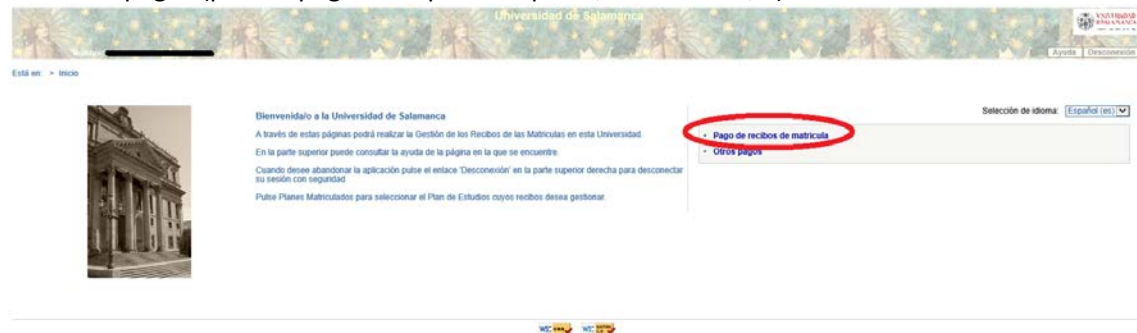 Universidad de Salamanca
Ayuda Desconexión
Está en: > Inicio
Selección de idioma: Español (es)
Bienvenida/o a la Universidad de Salamanca
A través de estas páginas podrá realizar la Gestión de los Recibos de las Matriculas en esta Universidad.
En la parte superior puede consultar la ayuda de la página en la que se encuentre.
Cuando desee abandonar la aplicación pulse el enlace 'Desconexión' en la parte superior derecha para desconectar
su sesión con seguridad
Pulse Planes Matriculados para seleccionar el Plan de Estudios cuyos recibos desea gestionar.
Pago de recibos de matricula
Otros pagos